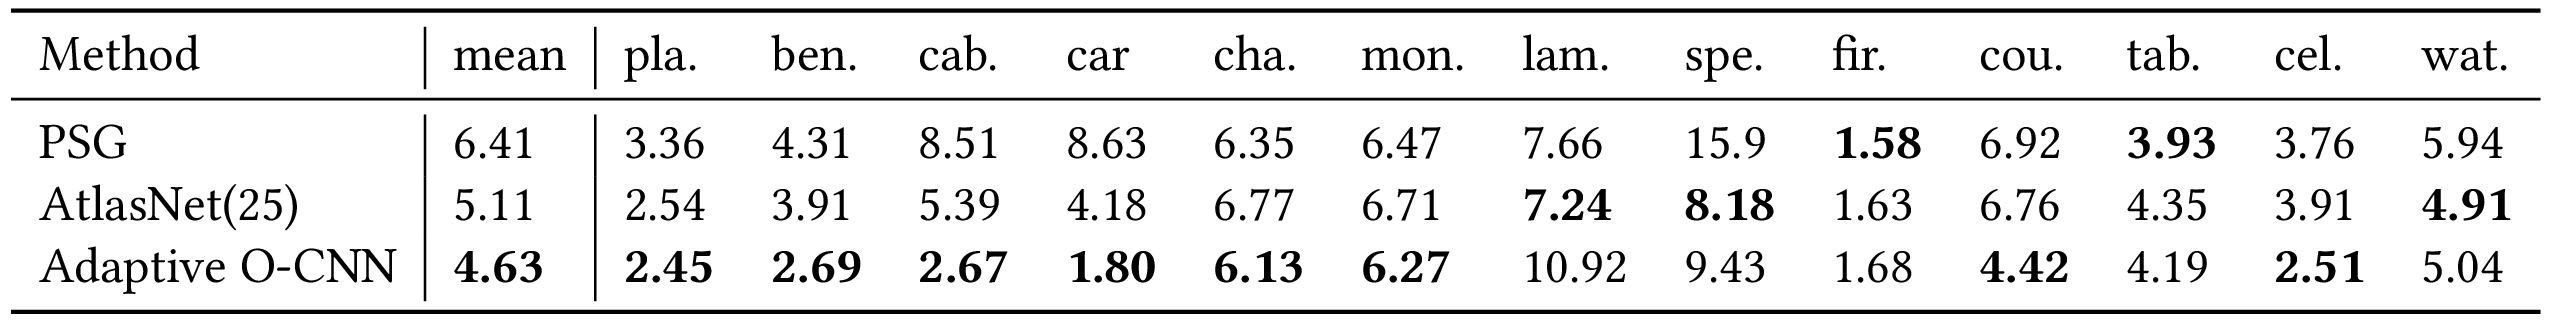 Method mean pla. ben. cab. car cha. mon. lam. spe. fir. cou. tab. cel. wat.
PSG 6.41 3.36 4.31 8.51 8.63 6.35 6.47 7.66 15.9 1.58 6.92 3.93 3.76 5.94
AtlasNet(25) 5.11 2.54 3.91 5.39 4.18 6.77 6.71 7.24 8.18 1.63 6.76 4.35 3.91 4.91
Adaptive O-CNN 4.63 2.45 2.69 2.67 1.80 6.13 6.27 10.92 9.43 1.68 4.42 4.19 2.51 5.04